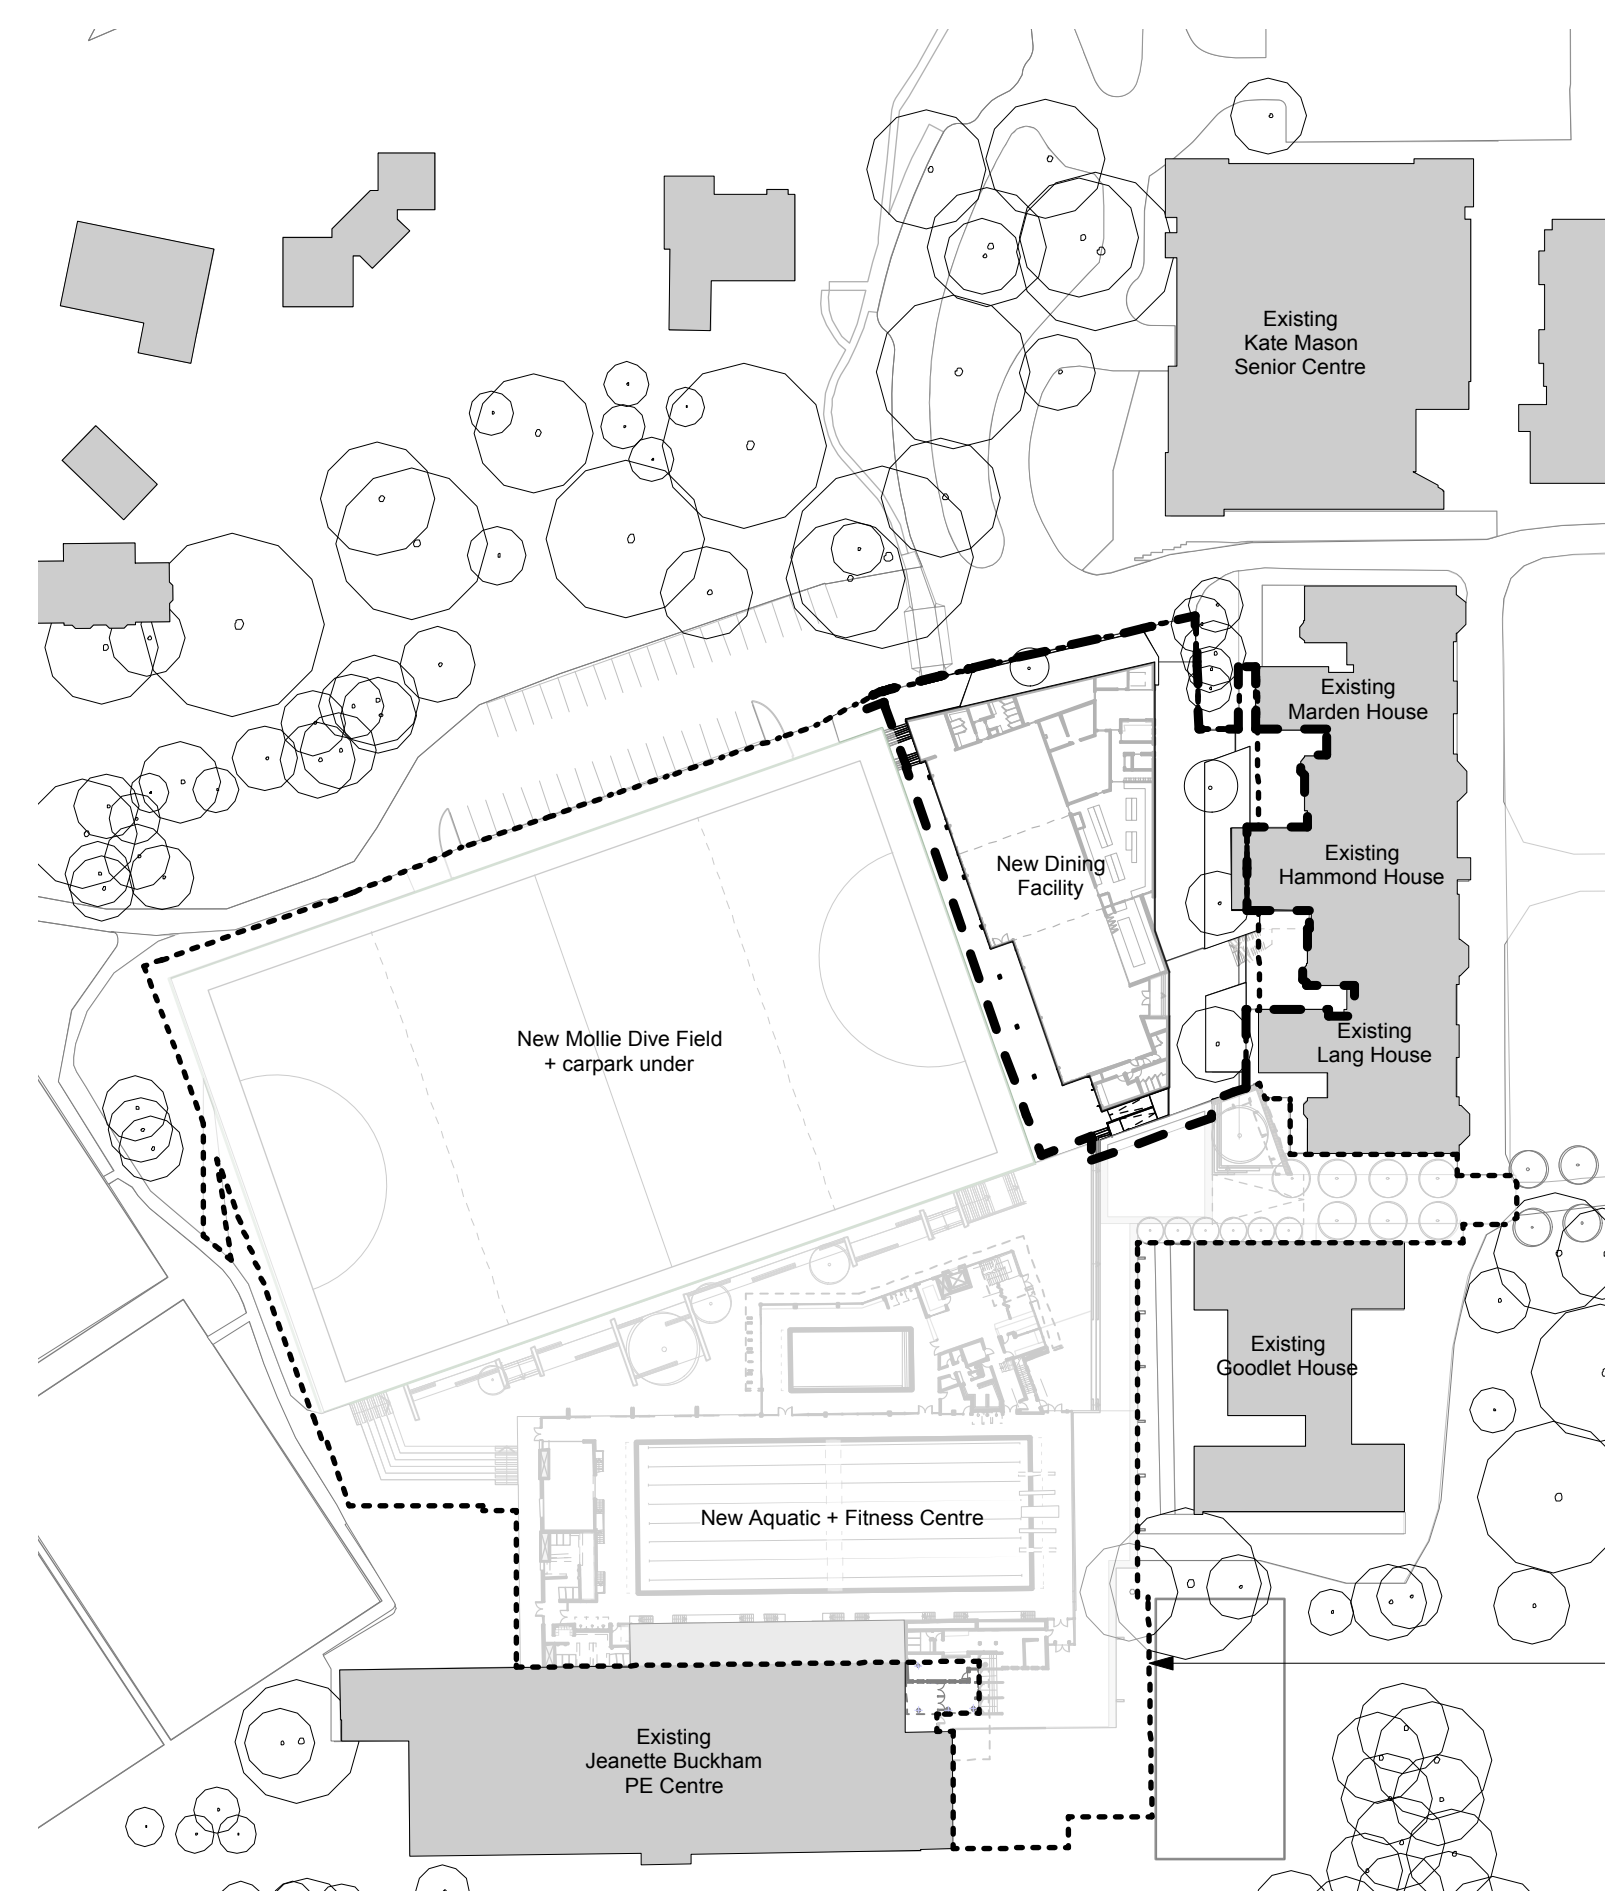 Existing
Kate Mason
Senior Centre
Existing
Marden House
New Dining
Facility
Existing
Hammond House
New Mollie Dive Field
+ carpark under
Existing
Lang House
Existing
Goodlet House
New Aquatic + Fitness Centre
Existing
Jeanette Buckham
PE Centre